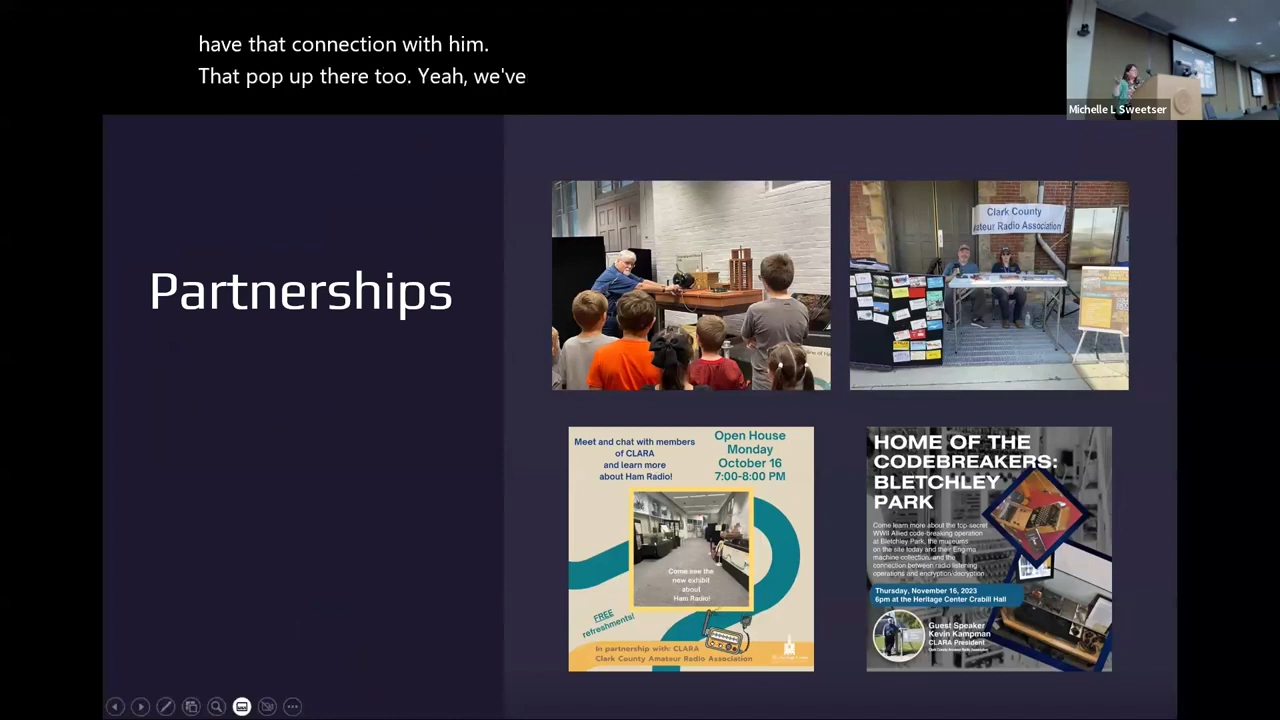 have that connection with him.
That pop up there too. Yeah, we've
Michelle L Sweetser
Partnerships
Clark County
ateur Radio Association
Meet and chat with members
of CLARA
and learn more
about Ham Radio!
Open House
Monday
October 16
7:00-8:00 PM
Come see the
new exhibit
about
Ham Radio!
FREE
refreshments!
In partnership with: CLARA
Clark County Amateur Radio Association
HOME OF THE
CODEBREAKERS:
BLETCHLEY
PARK
Come learn more about the top-secret
WWII Allied code-breaking operation
at Bletchley Park, the museums
on the site today and their Enigma
machine collection, and the
connection between radio listening
operations and encryption/decryption
Thursday, November 16, 2023
6pm at the Heritage Center Crabill Hall
Guest Speaker
Kevin Kampman
CLARA President
Clark County Amateur Radio Association